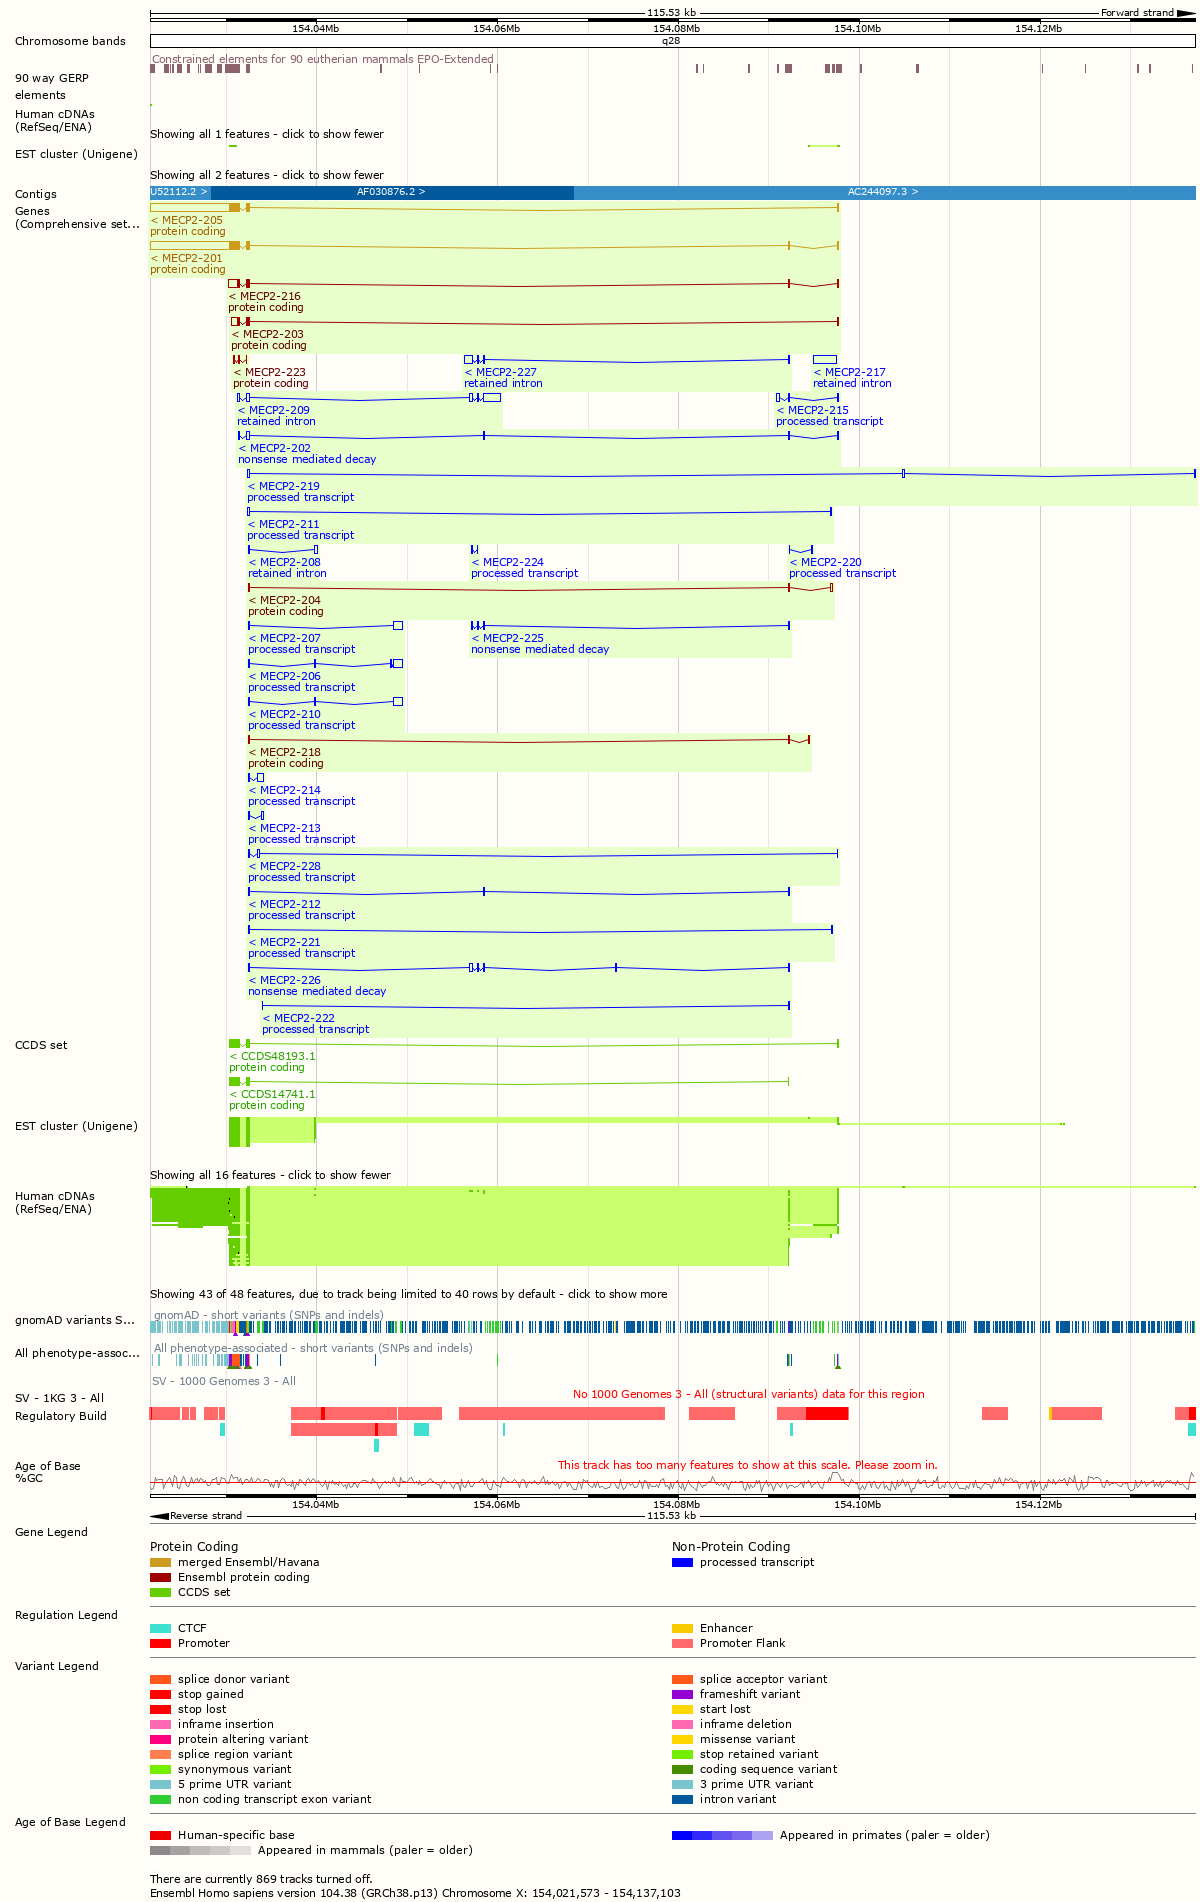 115.53 kb
Forward strand
154.04Mb 154.06Mb 154.08Mb 154.10Mb 154.12Mb
Chromosome bands
q28
Constrained elements for 90 eutherian mammals EPO-Extended
90 way GERP
elements
Human cDNAs
(RefSeq/ENA)
Showing all 1 features - click to show fewer
EST cluster (Unigene)
Showing all 2 features - click to show fewer
Contigs
U52112.2 > AF030876.2 > AC244097.3 >
Genes
(Comprehensive set...
< MECP2-205
protein coding
< MECP2-201
protein coding
< MECP2-216
protein coding
< MECP2-203
protein coding
< MECP2-223 < MECP2-227 < MECP2-217
protein coding retained intron retained intron
< MECP2-209 < MECP2-215
retained intron processed transcript
< MECP2-202
nonsense mediated decay
< MECP2-219
processed transcript
< MECP2-211
processed transcript
< MECP2-208 < MECP2-224 < MECP2-220
retained intron processed transcript processed transcript
< MECP2-204
protein coding
< MECP2-207 < MECP2-225
processed transcript nonsense mediated decay
< MECP2-206
processed transcript
< MECP2-210
processed transcript
< MECP2-218
protein coding
< MECP2-214
processed transcript
< MECP2-213
processed transcript
< MECP2-228
processed transcript
< MECP2-212
processed transcript
< MECP2-221
processed transcript
< MECP2-226
nonsense mediated decay
< MECP2-222
processed transcript
CCDS set
< CCDS48193.1
protein coding
< CCDS14741.1
protein coding
EST cluster (Unigene)
Showing all 16 features - click to show fewer
Human cDNAs
(RefSeq/ENA)
Showing 43 of 48 features, due to track being limited to 40 rows by default - click to show more
gnomAD - short variants (SNPs and indels)
gnomAD variants S...
All phenotype-associated - short variants (SNPs and indels)
All phenotype-assoc...
SV - 1000 Genomes 3 - All
SV - 1KG 3 - All
No 1000 Genomes 3 - All (structural variants) data for this region
Regulatory Build
Age of Base
This track has too many features to show at this scale. Please zoom in.
%GC
154.04Mb 154.06Mb 154.08Mb 154.10Mb 154.12Mb
Reverse strand
115.53 kb
Gene Legend
Protein Coding Non-Protein Coding
merged Ensembl/Havana processed transcript
Ensembl protein coding
CCDS set
Regulation Legend
CTCF Enhancer
Promoter Promoter Flank
Variant Legend
splice donor variant splice acceptor variant
stop gained frameshift variant
stop lost start lost
inframe insertion inframe deletion
protein altering variant missense variant
splice region variant stop retained variant
synonymous variant coding sequence variant
5 prime UTR variant 3 prime UTR variant
non coding transcript exon variant intron variant
Age of Base Legend
Human-specific base Appeared in primates (paler = older)
Appeared in mammals (paler = older)
There are currently 869 tracks turned off.
Ensembl Homo sapiens version 104.38 (GRCh38.p13) Chromosome X: 154,021,573 - 154,137,103